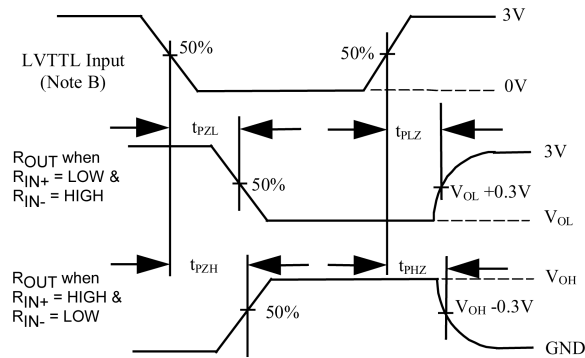 3V
50%
50%
LVTTL Input
(Note B)
0V
tPZL
tPLZ
ROUT when
RIN+ = LOW &
RIN- = HIGH
3V
50%
VOL +0.3V
VOL
tPZH
tPHZ
ROUT when
RIN+ = HIGH &
RIN- = LOW
VOH
50%
VOH -0.3V
GND